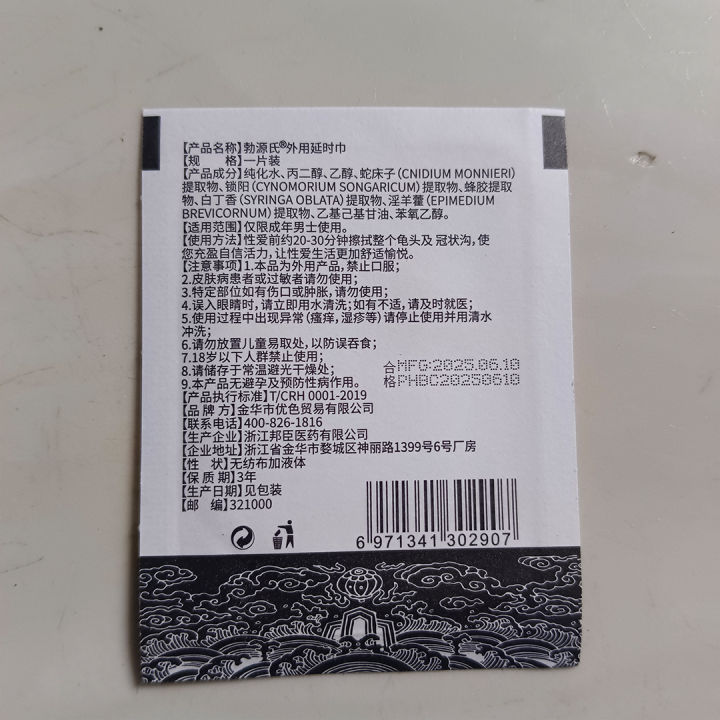 【产品名称】勃源氏®外用延时巾
【规 格】一片装
【产品成分】纯化水、丙二醇、乙醇、蛇床子(CNIDIUM MONNIERI)
提取物、锁阳(CYNOMORIUM SONGARICUM)提取物、蜂胶提取
物、白丁香(SYRINGA OBLATA)提取物、淫羊藿(EPIMEDIUM
BREVICORNUM)提取物、乙基己基甘油、苯氧乙醇。
【适用范围】仅限成年男士使用。
【使用方法】性爱前约20-30分钟擦拭整个龟头及 冠状沟,使
您充盈自信活力,让性爱生活更加舒适愉悦。
【注意事项】1.本品为外用产品,禁止口服；
2.皮肤病患者或过敏者请勿使用；
3.特定部位如有伤口或肿胀,请勿使用；
4.误入眼睛时,请立即用水清洗；如有不适,请及时就医；
5.使用过程中出现异常(瘙痒,湿疹等)请停止使用并用清水
冲洗；
6.请勿放置儿童易取处,以防误吞食；
7.18岁以下人群禁止使用；
8.请储存于常温避光干燥处；
9.本产品无避孕及预防性病作用。
合MFG:2025.06.10
格PHBC20250610
【产品执行标准】T/CRH 0001-2019
【品 牌 方】金华市优色贸易有限公司
【联系电话】400-826-1816
【生产企业】浙江邦臣医药有限公司
【企业地址】浙江省金华市婺城区神丽路1399号6号厂房
【性 状】无纺布加液体
【保 质 期】3年
【生产日期】见包装
【邮 编】321000
6 971341 302907